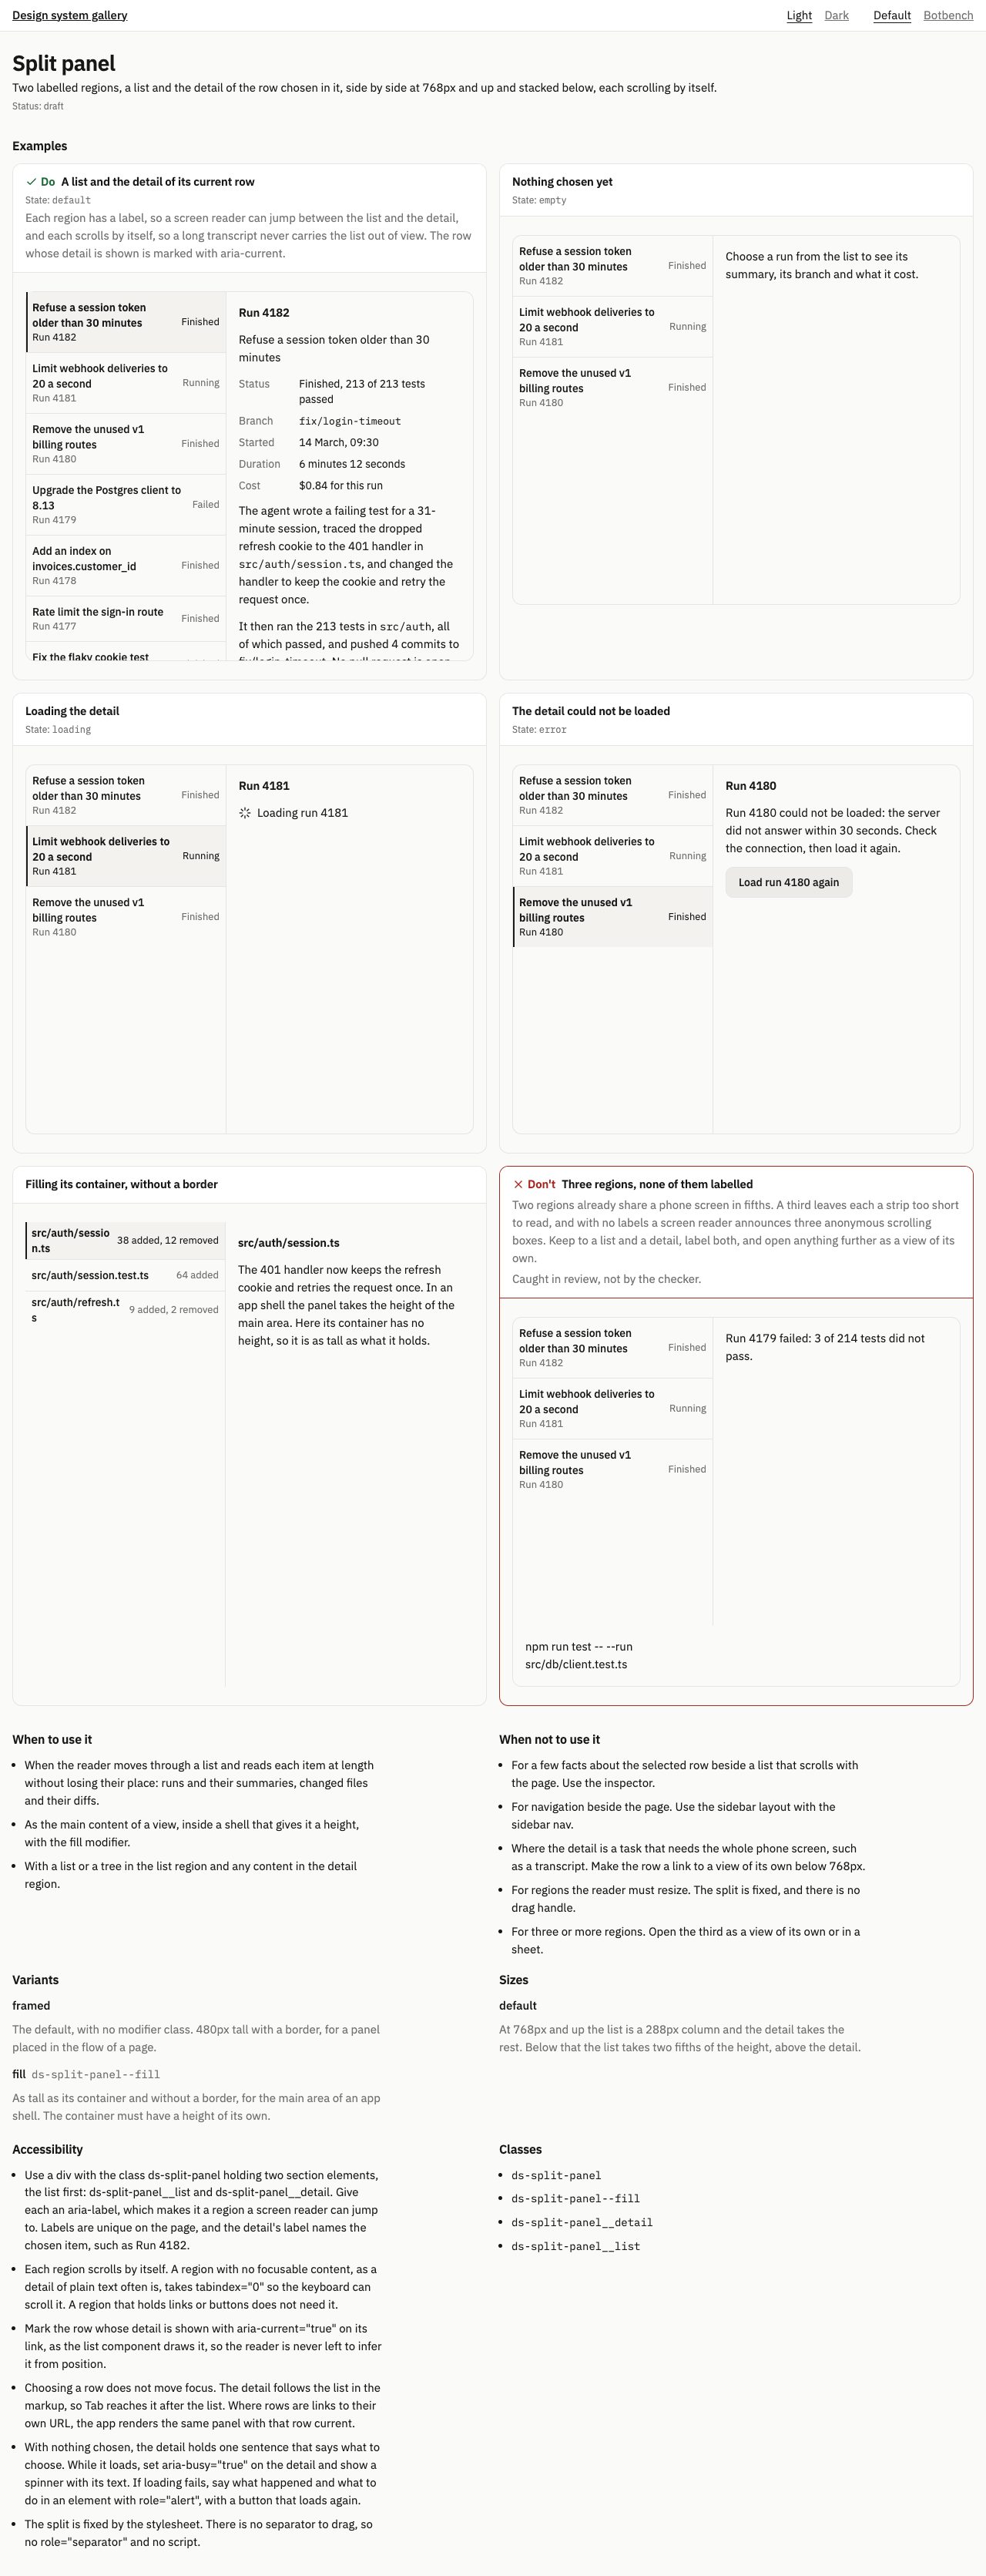 Design system gallery
Light Dark Default Botbench
Split panel
Two labelled regions, a list and the detail of the row chosen in it, side by side at 768px and up and stacked below, each scrolling by itself.
Status: draft
Examples
Do A list and the detail of its current row
State: default
Each region has a label, so a screen reader can jump between the list and the detail,
and each scrolls by itself, so a long transcript never carries the list out of view. The row
whose detail is shown is marked with aria-current.
Refuse a session token
older than 30 minutes
Run 4182
Finished
Limit webhook deliveries to
20 a second
Run 4181
Running
Remove the unused v1
billing routes
Run 4180
Finished
Upgrade the Postgres client to
8.13
Run 4179
Failed
Add an index on
invoices.customer_id
Run 4178
Finished
Rate limit the sign-in route
Run 4177
Finished
Fix the flaky cookie test
Run 4182
Refuse a session token older than 30
minutes
Status Finished, 213 of 213 tests
passed
Branch fix/login-timeout
Started 14 March, 09:30
Duration 6 minutes 12 seconds
Cost $0.84 for this run
The agent wrote a failing test for a 31-
minute session, traced the dropped
refresh cookie to the 401 handler in
src/auth/session.ts, and changed the
handler to keep the cookie and retry the
request once.
It then ran the 213 tests in src/auth, all
of which passed, and pushed 4 commits to
fix/login-timeout. No pull request is open
Nothing chosen yet
State: empty
Refuse a session token
older than 30 minutes
Run 4182
Finished
Limit webhook deliveries to
20 a second
Run 4181
Running
Remove the unused v1
billing routes
Run 4180
Finished
Choose a run from the list to see its
summary, its branch and what it cost.
Loading the detail
State: loading
Refuse a session token
older than 30 minutes
Run 4182
Finished
Limit webhook deliveries to
20 a second
Run 4181
Running
Remove the unused v1
billing routes
Run 4180
Finished
Run 4181
Loading run 4181
The detail could not be loaded
State: error
Refuse a session token
older than 30 minutes
Run 4182
Finished
Limit webhook deliveries to
20 a second
Run 4181
Running
Remove the unused v1
billing routes
Run 4180
Finished
Run 4180
Run 4180 could not be loaded: the server
did not answer within 30 seconds. Check
the connection, then load it again.
Load run 4180 again
Filling its container, without a border
src/auth/sessio
n.ts
38 added, 12 removed
src/auth/session.test.ts 64 added
src/auth/refresh.t
s
9 added, 2 removed
src/auth/session.ts
The 401 handler now keeps the refresh
cookie and retries the request once. In an
app shell the panel takes the height of the
main area. Here its container has no
height, so it is as tall as what it holds.
Don't Three regions, none of them labelled
Two regions already share a phone screen in fifths. A third leaves each a strip too short
to read, and with no labels a screen reader announces three anonymous scrolling
boxes. Keep to a list and a detail, label both, and open anything further as a view of its
own.
Caught in review, not by the checker.
Refuse a session token
older than 30 minutes
Run 4182
Finished
Limit webhook deliveries to
20 a second
Run 4181
Running
Remove the unused v1
billing routes
Run 4180
Finished
Run 4179 failed: 3 of 214 tests did not
pass.
npm run test -- --run
src/db/client.test.ts
When to use it
When the reader moves through a list and reads each item at length
without losing their place: runs and their summaries, changed files
and their diffs.
As the main content of a view, inside a shell that gives it a height,
with the fill modifier.
With a list or a tree in the list region and any content in the detail
region.
When not to use it
For a few facts about the selected row beside a list that scrolls with
the page. Use the inspector.
For navigation beside the page. Use the sidebar layout with the
sidebar nav.
Where the detail is a task that needs the whole phone screen, such
as a transcript. Make the row a link to a view of its own below 768px.
For regions the reader must resize. The split is fixed, and there is no
drag handle.
For three or more regions. Open the third as a view of its own or in a
sheet.
Variants
framed
The default, with no modifier class. 480px tall with a border, for a panel
placed in the flow of a page.
fill ds-split-panel--fill
As tall as its container and without a border, for the main area of an app
shell. The container must have a height of its own.
Sizes
default
At 768px and up the list is a 288px column and the detail takes the
rest. Below that the list takes two fifths of the height, above the detail.
Accessibility
Use a div with the class ds-split-panel holding two section elements,
the list first: ds-split-panel__list and ds-split-panel__detail. Give
each an aria-label, which makes it a region a screen reader can jump
to. Labels are unique on the page, and the detail's label names the
chosen item, such as Run 4182.
Each region scrolls by itself. A region with no focusable content, as a
detail of plain text often is, takes tabindex="0" so the keyboard can
scroll it. A region that holds links or buttons does not need it.
Mark the row whose detail is shown with aria-current="true" on its
link, as the list component draws it, so the reader is never left to infer
it from position.
Choosing a row does not move focus. The detail follows the list in the
markup, so Tab reaches it after the list. Where rows are links to their
own URL, the app renders the same panel with that row current.
With nothing chosen, the detail holds one sentence that says what to
choose. While it loads, set aria-busy="true" on the detail and show a
spinner with its text. If loading fails, say what happened and what to
do in an element with role="alert", with a button that loads again.
The split is fixed by the stylesheet. There is no separator to drag, so
no role="separator" and no script.
Classes
ds-split-panel
ds-split-panel--fill
ds-split-panel__detail
ds-split-panel__list